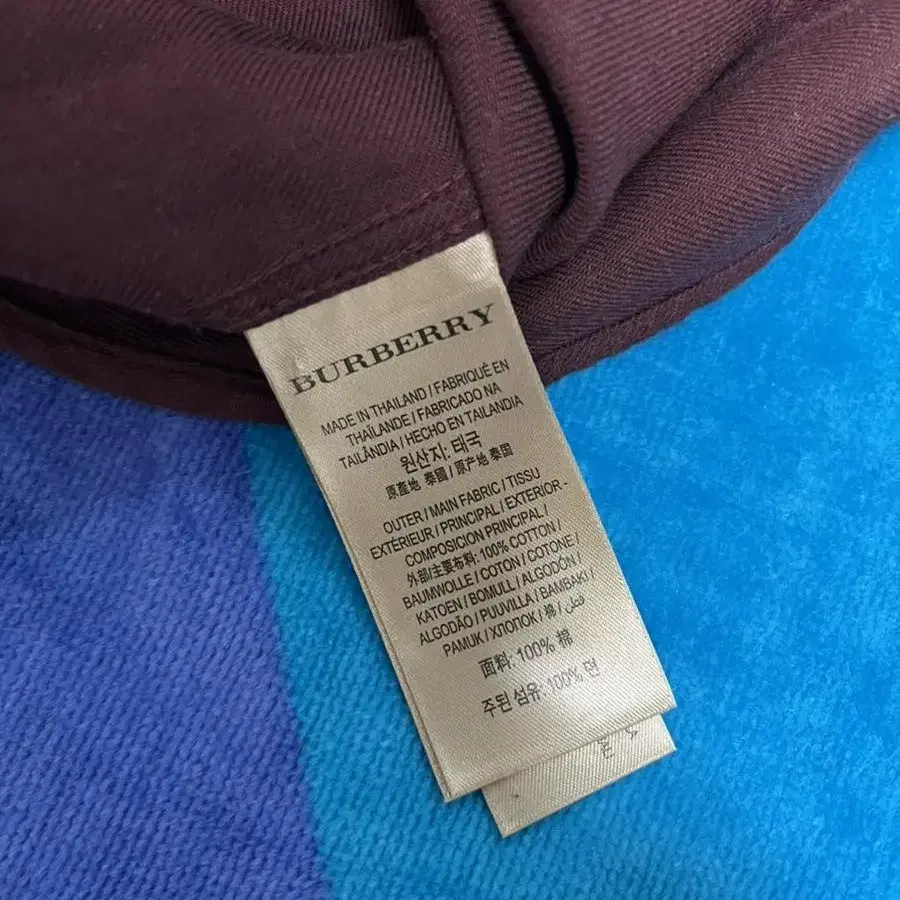 BURBERRY
MADE IN THAILAND / FABRIQUÉ EN
THAÏLANDE / FABRICADO NA
TAILÂNDIA / HECHO EN TAILANDIA
원산지: 태국
原產地 泰國 / 原产地 泰国
OUTER / MAIN FABRIC / TISSU
EXTÉRIEUR / PRINCIPAL / EXTERIOR -
COMPOSICION PRINCIPAL /
外部/主要布料: 100% COTTON /
BAUMWOLLE / COTON / COTONE /
KATOEN / BOMULL / ALGODÓN /
ALGODÃO / PUUVILLA / BAMBAKI /
PAMUK / ХЛОПОК / 棉 / قطن /
面料: 100% 棉
주된 섬유: 100% 면